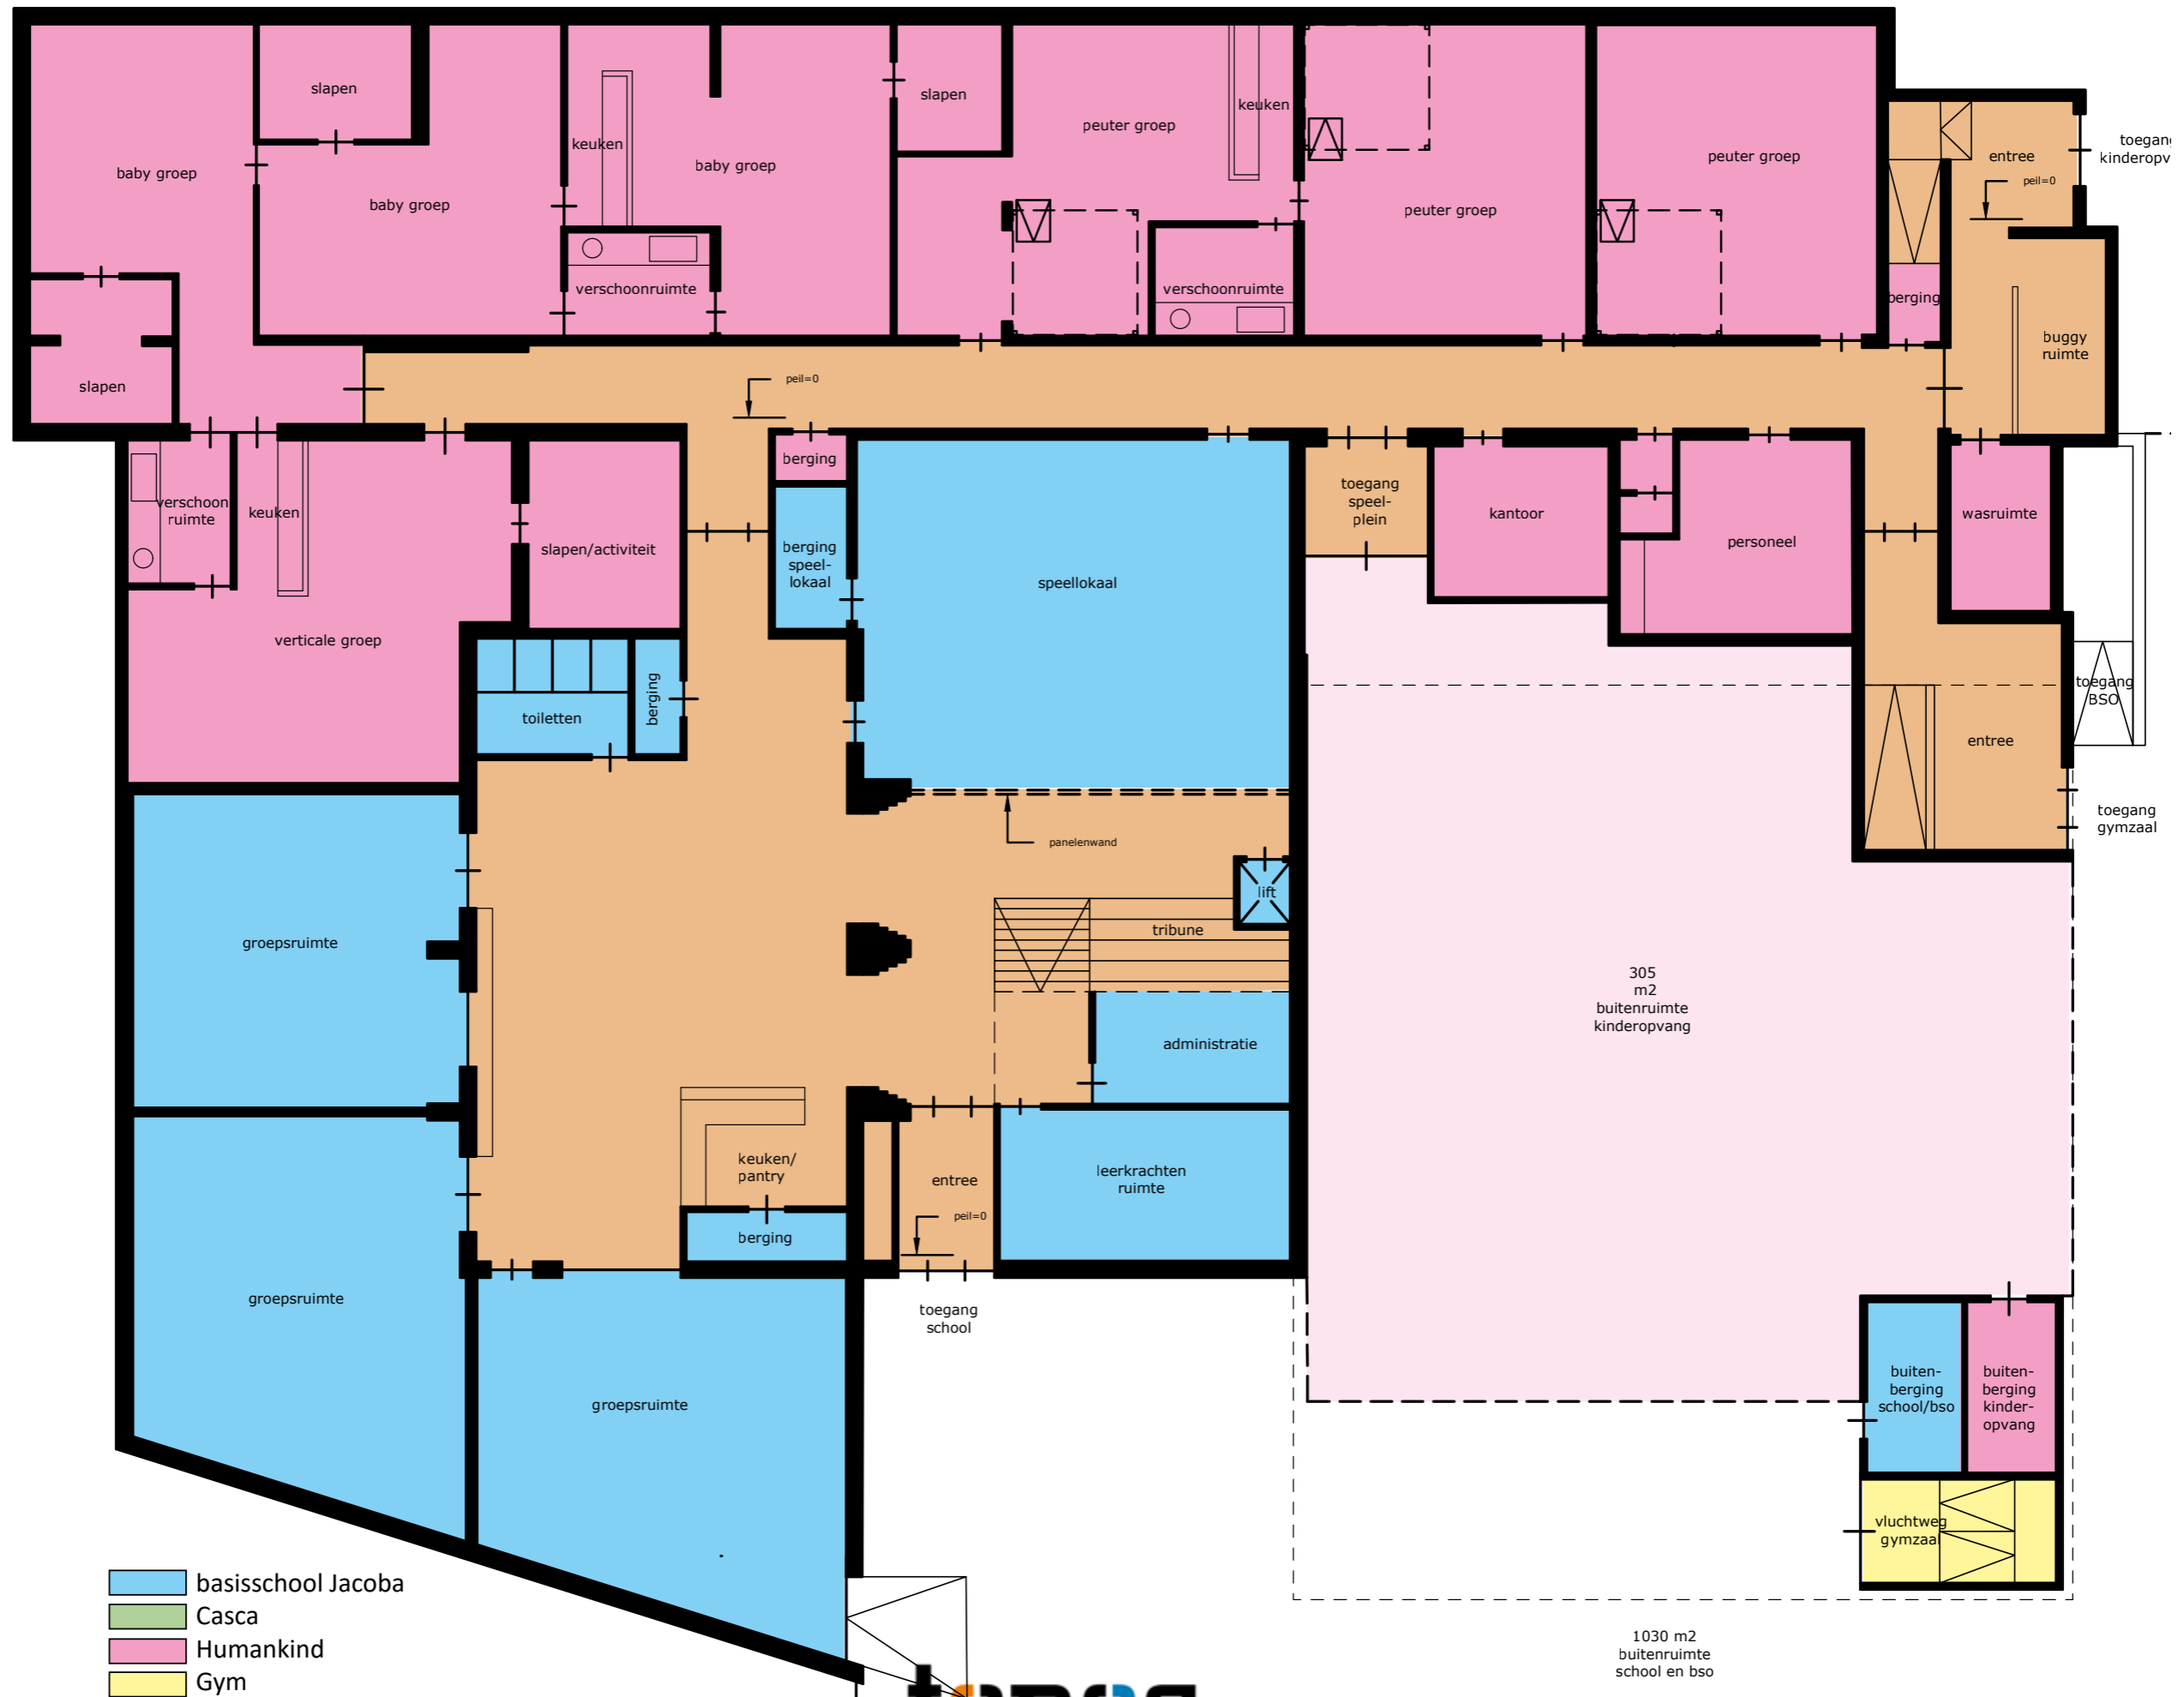 slapen
slapen
baby groep
baby groep
keuken
baby groep
peuter groep
keuken
peuter groep
peuter groep
entree
peil=0
toegang
verschoonruimte
verschoonruimte
berging
buggy
ruimte
slapen
peil=0
verschoon
ruimte
keuken
slapen/activiteit
berging
berging
speel-
lokaal
speellokaal
toegang
speel-
plein
kantoor
personeel
wasruimte
verticale groep
toiletten
berging
toegang
BSO
entree
toegang
gymzaal
panelenwand
lift
tribune
groepsruimte
305
m2
buitenruimte
kinderopvang
administratie
keuken/
pantry
entree
leerkrachten
ruimte
peil=0
berging
groepsruimte
toegang
school
groepsruimte
buiten-
berging
school/bso
buiten-
berging
kinder-
opvang
vluchtweg
gymzaal
basisschool Jacoba
Casca
Humankind
Gym
1030 m2
buitenruimte
school en bso